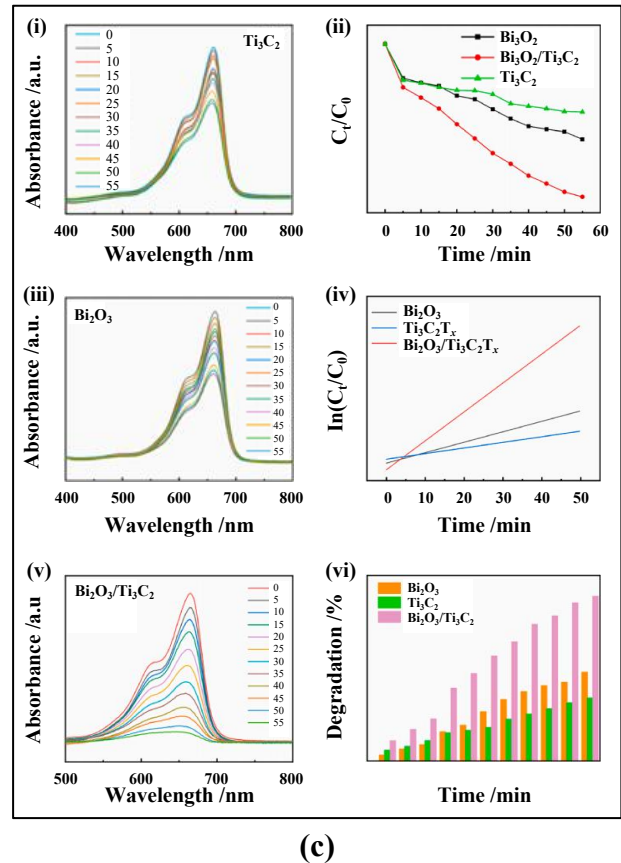 (i)
Ti₃C₂
0
5
10
15
20
25
30
35
40
45
50
55
Absorbance /a.u.
400 500 600 700 800
Wavelength /nm
(ii)
Bi₃O₂
Bi₃O₂/Ti₃C₂
Ti₃C₂
Cₜ/C₀
0 10 20 30 40 50 60
Time /min
(iii)
Bi₂O₃
0
5
10
15
20
25
30
35
40
45
50
55
Absorbance /a.u.
400 500 600 700 800
Wavelength /nm
(iv)
Bi₂O₃
Ti₃C₂Tₓ
Bi₂O₃/Ti₃C₂Tₓ
In(Cₜ/C₀)
0 10 20 30 40 50
Time /min
(v)
Bi₂O₃/Ti₃C₂
0
5
10
15
20
25
30
35
40
45
50
55
Absorbance /a.u
500 600 700 800
Wavelength /nm
(vi)
Bi₂O₃
Ti₃C₂
Bi₂O₃/Ti₃C₂
Degradation /%
Time /min
(c)